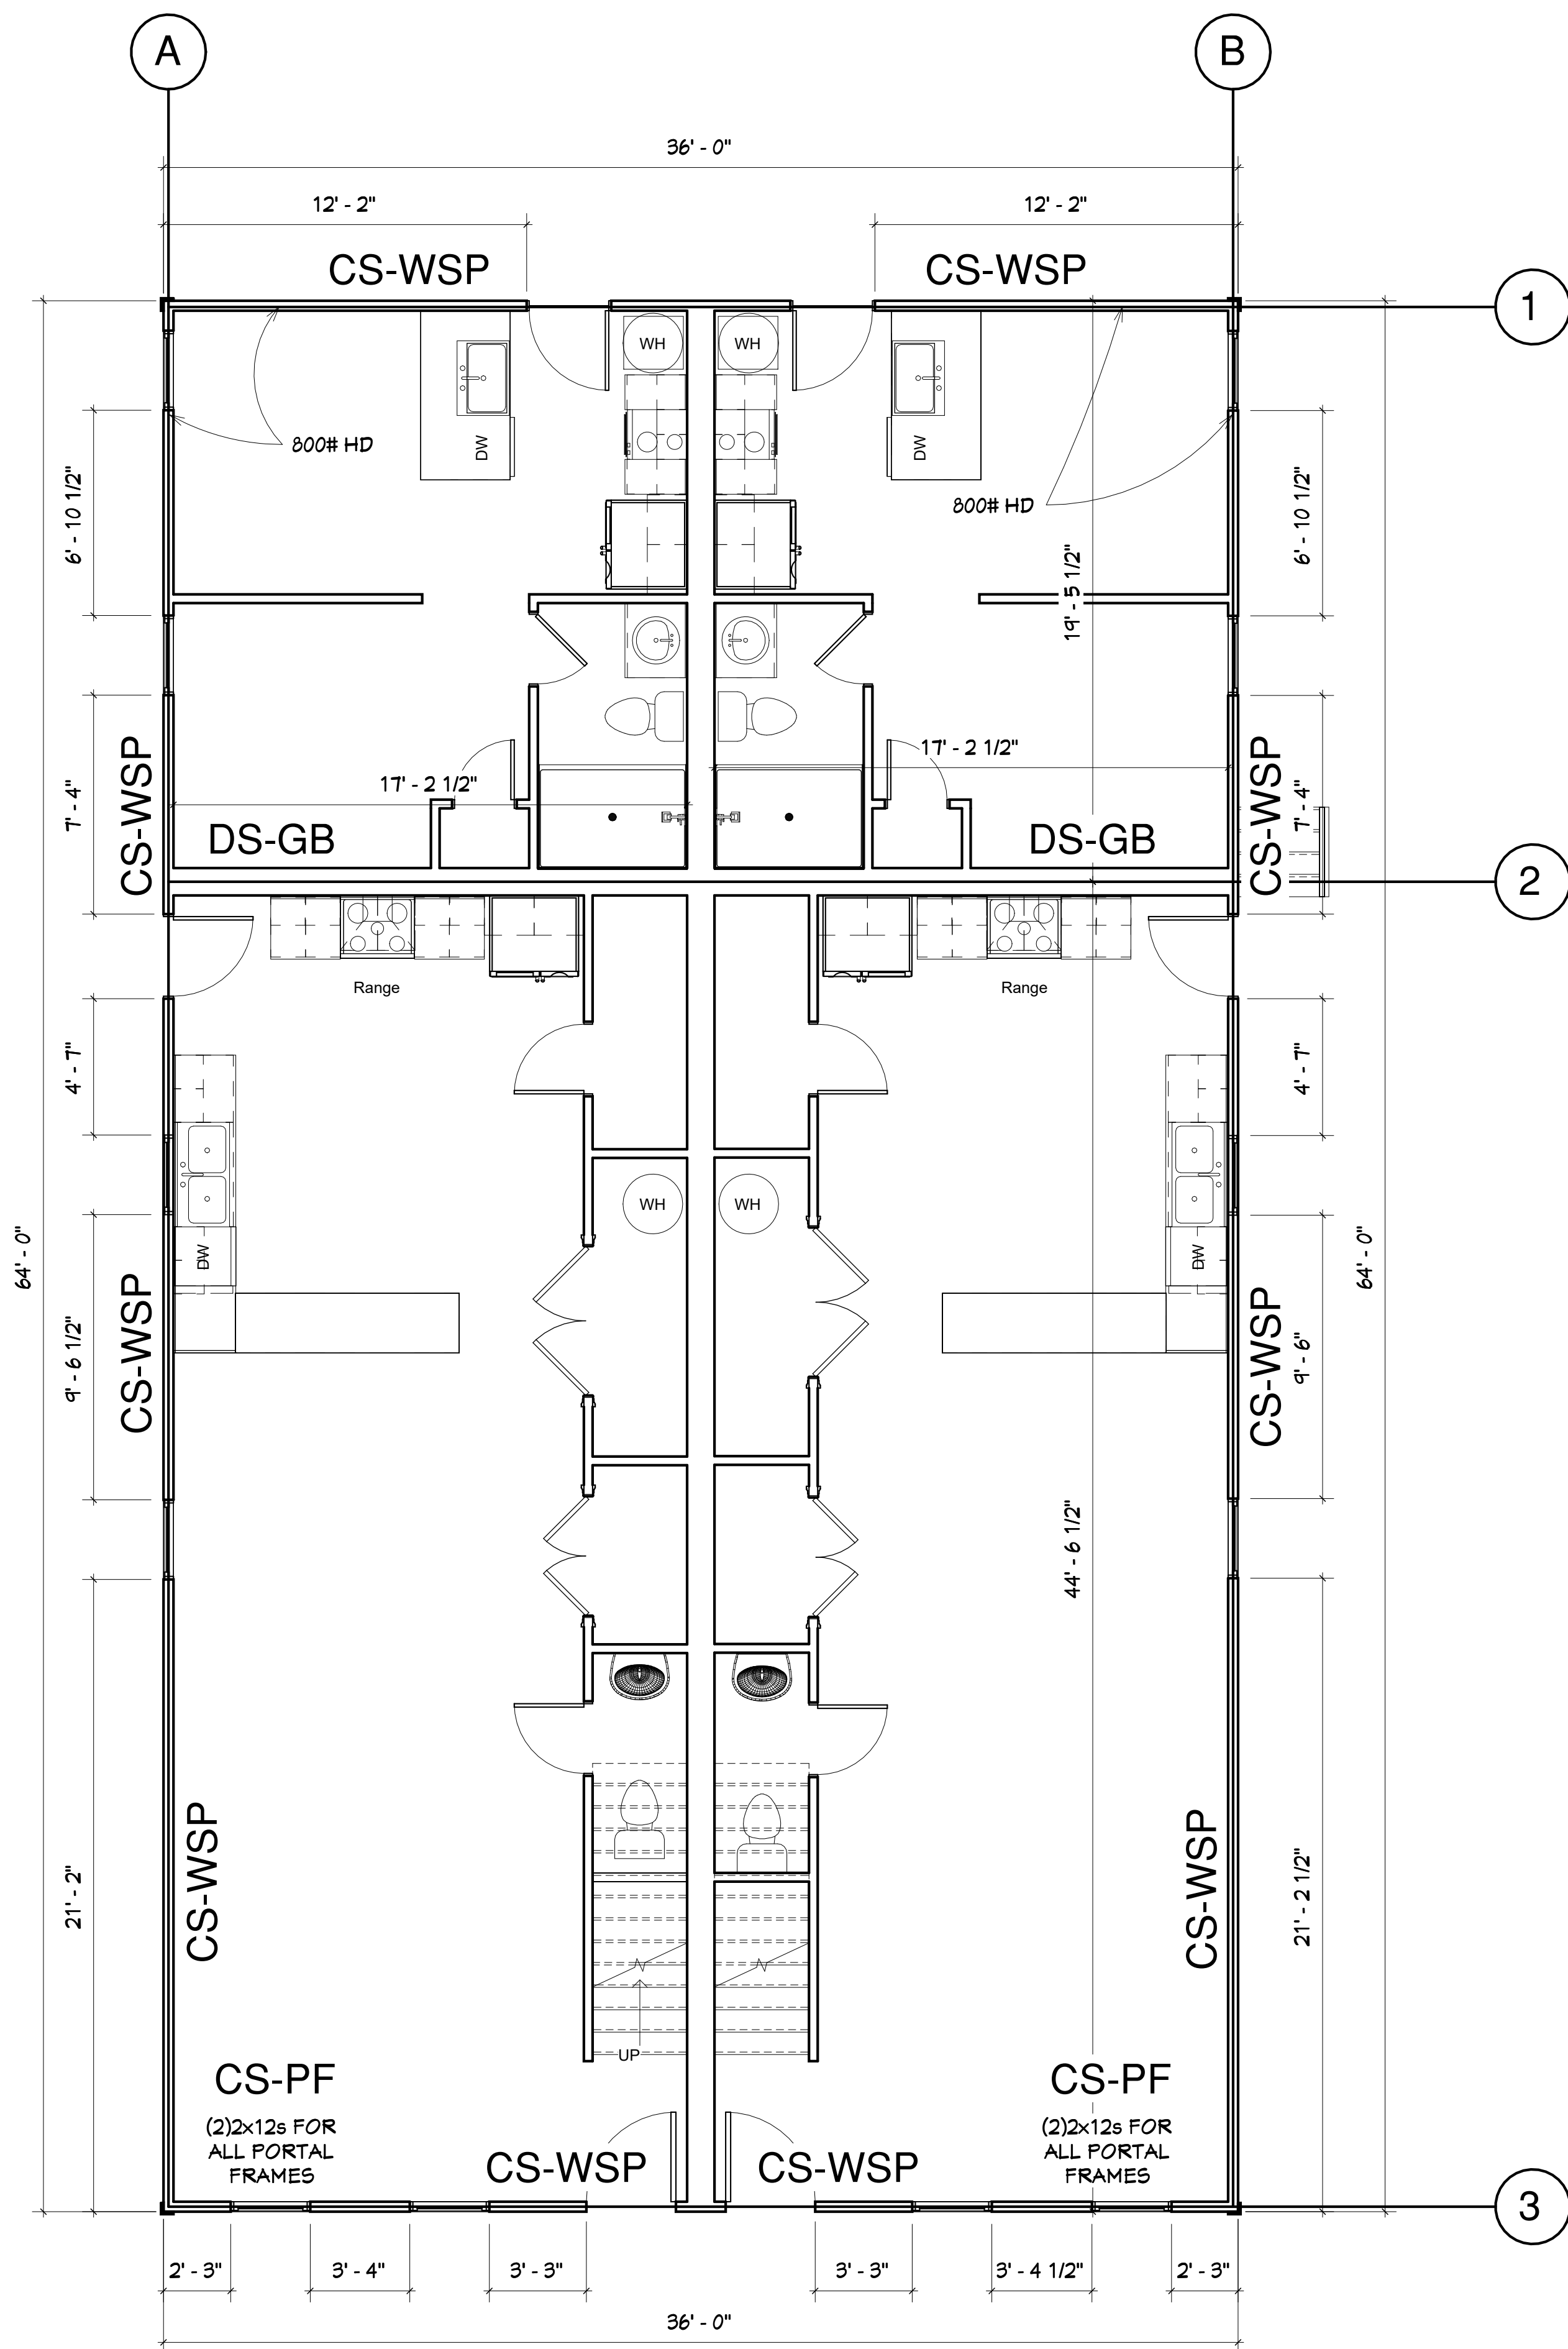 A
B
36' - 0"
12' - 2"
12' - 2"
CS-WSP
CS-WSP
1
WH
WH
DW
DW
800# HD
800# HD
6' - 10 1/2"
6' - 10 1/2"
19' - 5 1/2"
17' - 2 1/2"
17' - 2 1/2"
CS-WSP
7' - 4"
CS-WSP
7' - 4"
DS-GB
DS-GB
2
Range
Range
4' - 7"
4' - 7"
WH
WH
DW
DW
64' - 0"
64' - 0"
9' - 6 1/2"
CS-WSP
CS-WSP
9' - 6"
44' - 6 1/2"
21' - 2"
CS-WSP
CS-WSP
21' - 2 1/2"
UP
CS-PF
(2)2x12s FOR
ALL PORTAL
FRAMES
CS-PF
(2)2x12s FOR
ALL PORTAL
FRAMES
CS-WSP
CS-WSP
3
2' - 3"
3' - 4"
3' - 3"
3' - 3"
3' - 4 1/2"
2' - 3"
36' - 0"